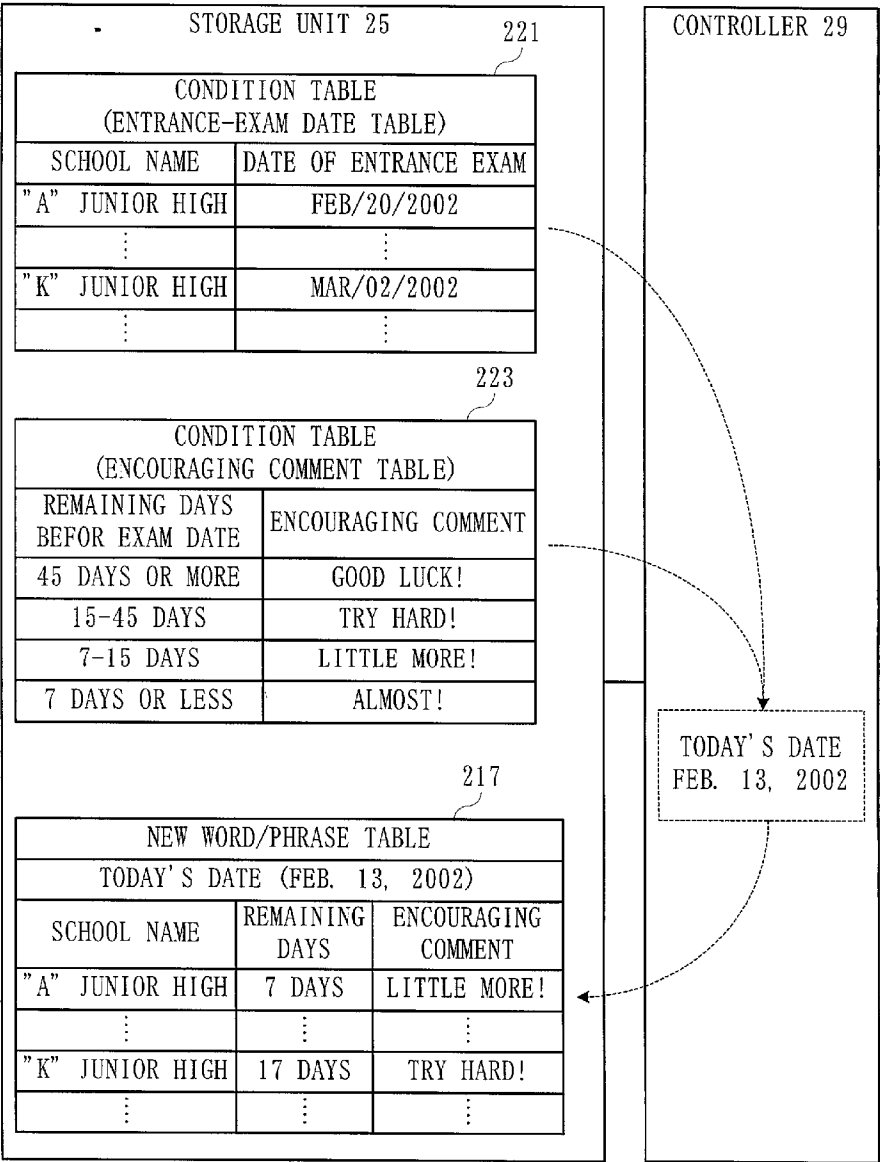 STORAGE UNIT 25
CONTROLLER 29
221
CONDITION TABLE
(ENTRANCE-EXAM DATE TABLE)
SCHOOL NAME DATE OF ENTRANCE EXAM
"A" JUNIOR HIGH FEB/20/2002
⋮ ⋮
"K" JUNIOR HIGH MAR/02/2002
⋮ ⋮
223
CONDITION TABLE
(ENCOURAGING COMMENT TABLE)
REMAINING DAYS
BEFOR EXAM DATE
ENCOURAGING COMMENT
45 DAYS OR MORE GOOD LUCK!
15-45 DAYS TRY HARD!
7-15 DAYS LITTLE MORE!
7 DAYS OR LESS ALMOST!
TODAY'S DATE
FEB. 13, 2002
217
NEW WORD/PHRASE TABLE
TODAY'S DATE (FEB. 13, 2002)
SCHOOL NAME
REMAINING
DAYS
ENCOURAGING
COMMENT
"A" JUNIOR HIGH 7 DAYS LITTLE MORE!
⋮ ⋮ ⋮
"K" JUNIOR HIGH 17 DAYS TRY HARD!
⋮ ⋮ ⋮